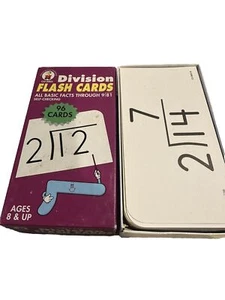 Division
FLASH CARDS
ALL BASIC FACTS THROUGH 9/81
SELF-CHECKING
96
CARDS
2)12
AGES
8 & UP
7
2)14